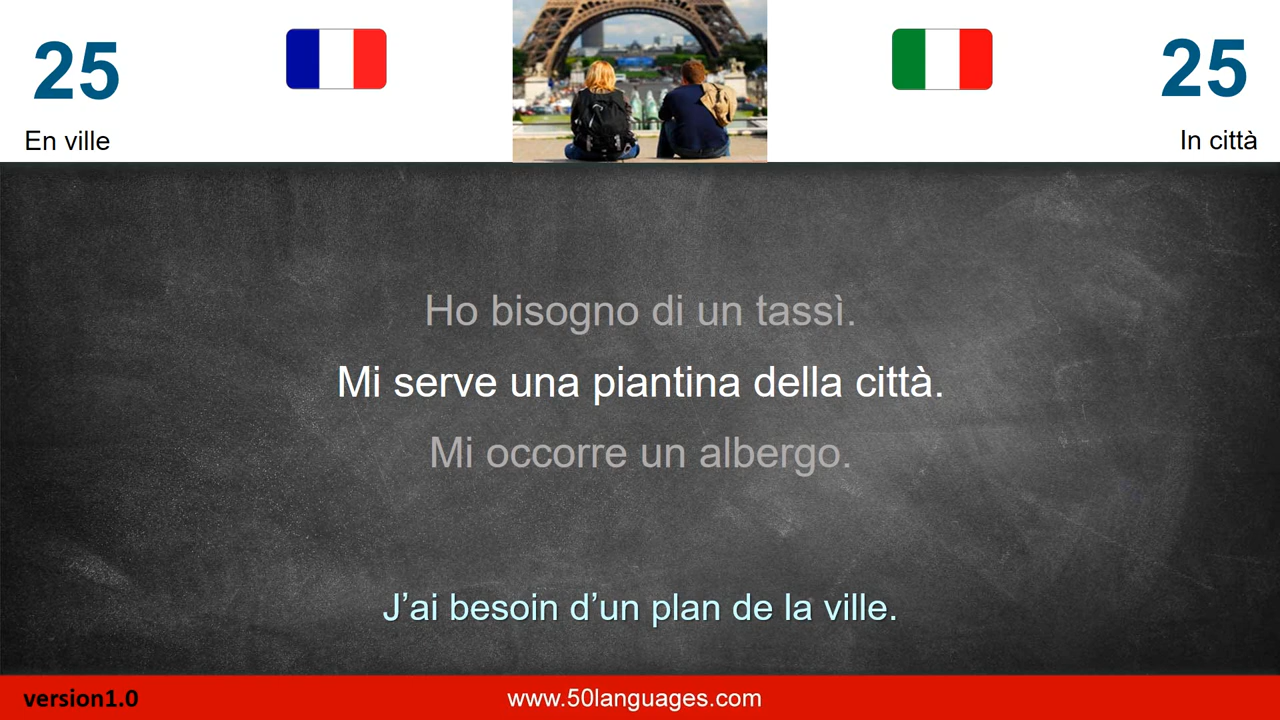 25
25
En ville
In città
Ho bisogno di un tassì.
Mi serve una piantina della città.
Mi occorre un albergo.
J’ai besoin d’un plan de la ville.
version1.0
www.50languages.com